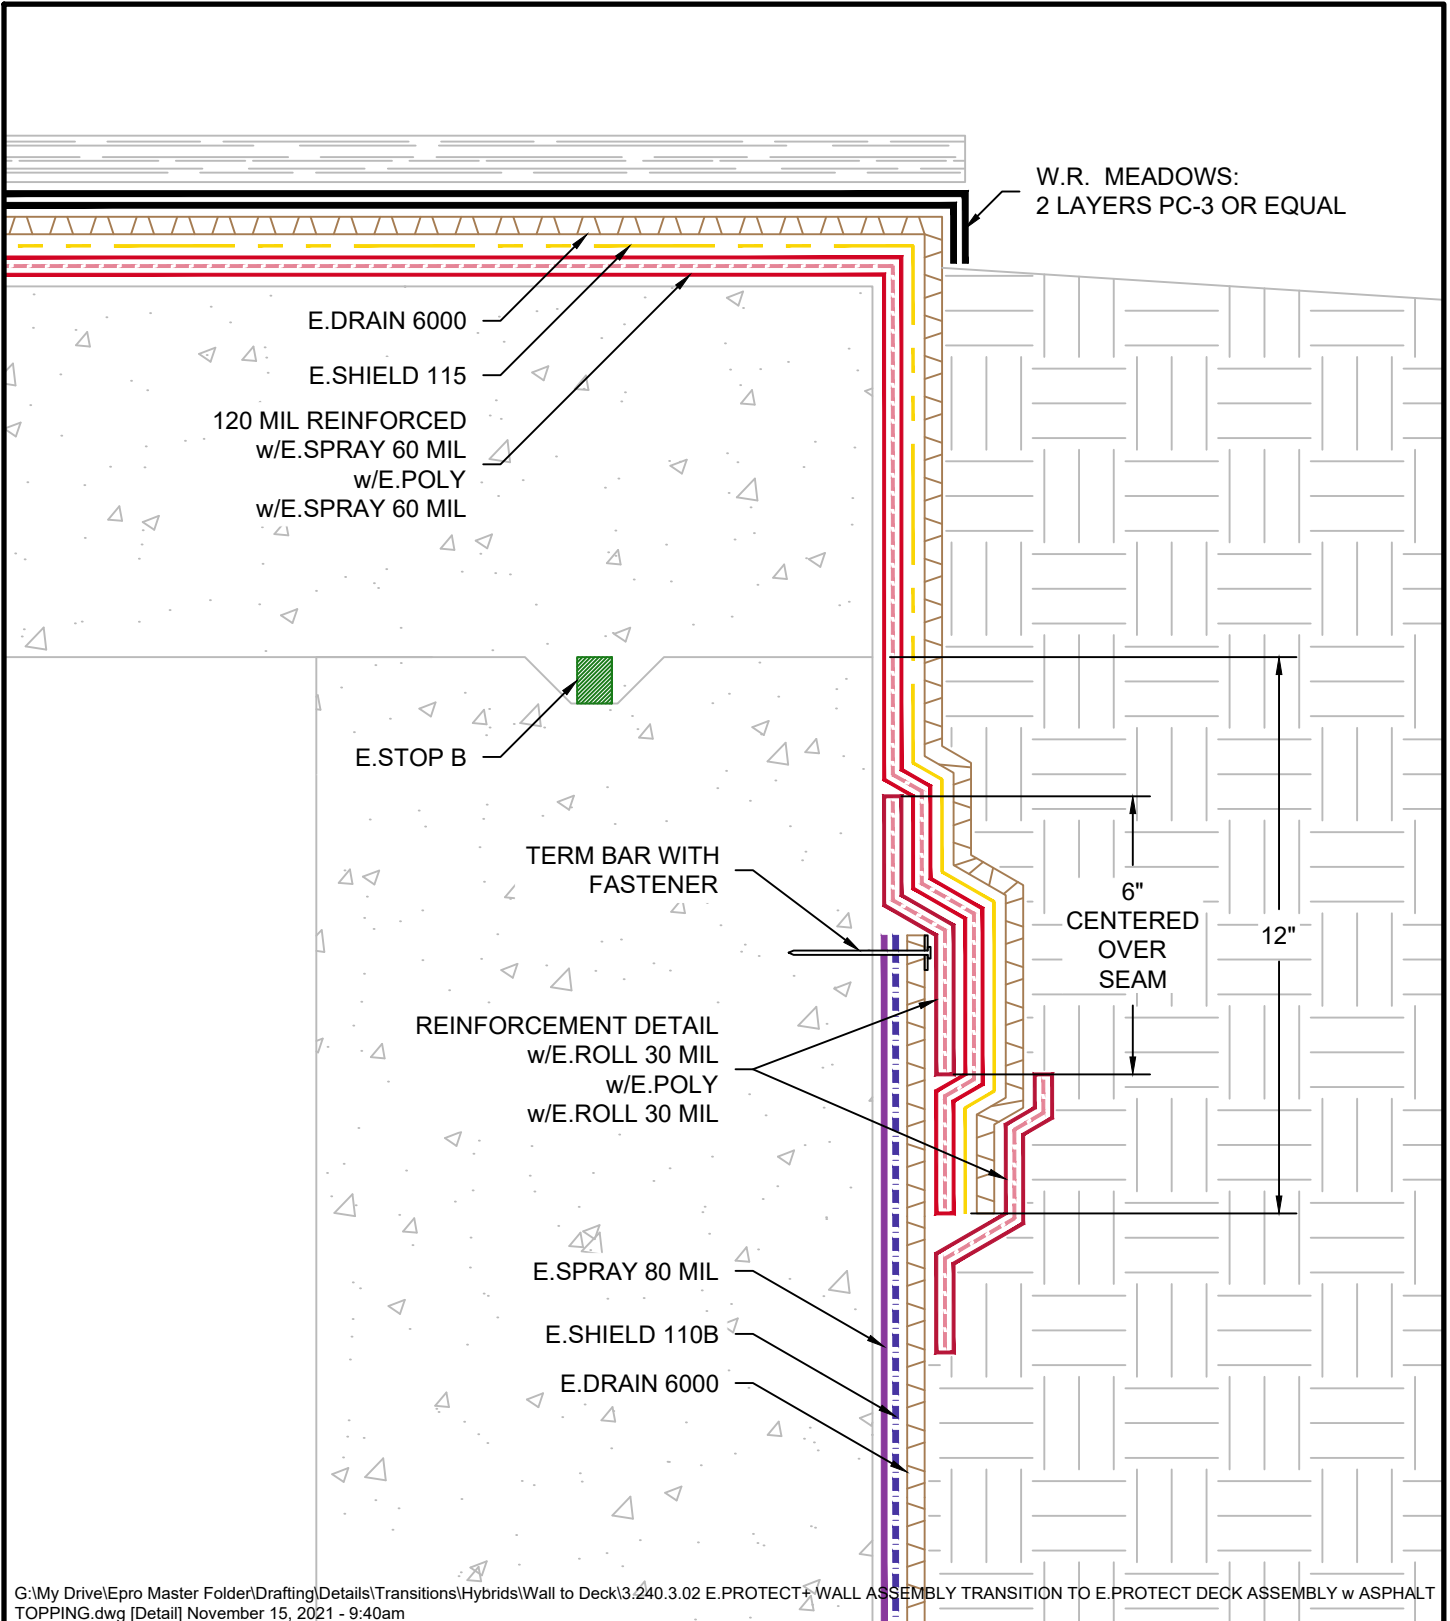 W.R. MEADOWS:
2 LAYERS PC-3 OR EQUAL
E.DRAIN 6000
E.SHIELD 115
120 MIL REINFORCED
w/E.SPRAY 60 MIL
w/E.POLY
w/E.SPRAY 60 MIL
E.STOP B
TERM BAR WITH
FASTENER
6"
CENTERED
OVER
SEAM
12"
REINFORCEMENT DETAIL
w/E.ROLL 30 MIL
w/E.POLY
w/E.ROLL 30 MIL
E.SPRAY 80 MIL
E.SHIELD 110B
E.DRAIN 6000
G:\My Drive\Epro Master Folder\Drafting\Details\Transitions\Hybrids\Wall to Deck\3.240.3.02 E.PROTECT+ WALL ASSEMBLY TRANSITION TO E.PROTECT DECK ASSEMBLY w ASPHALT
TOPPING.dwg [Detail] November 15, 2021 - 9:40am